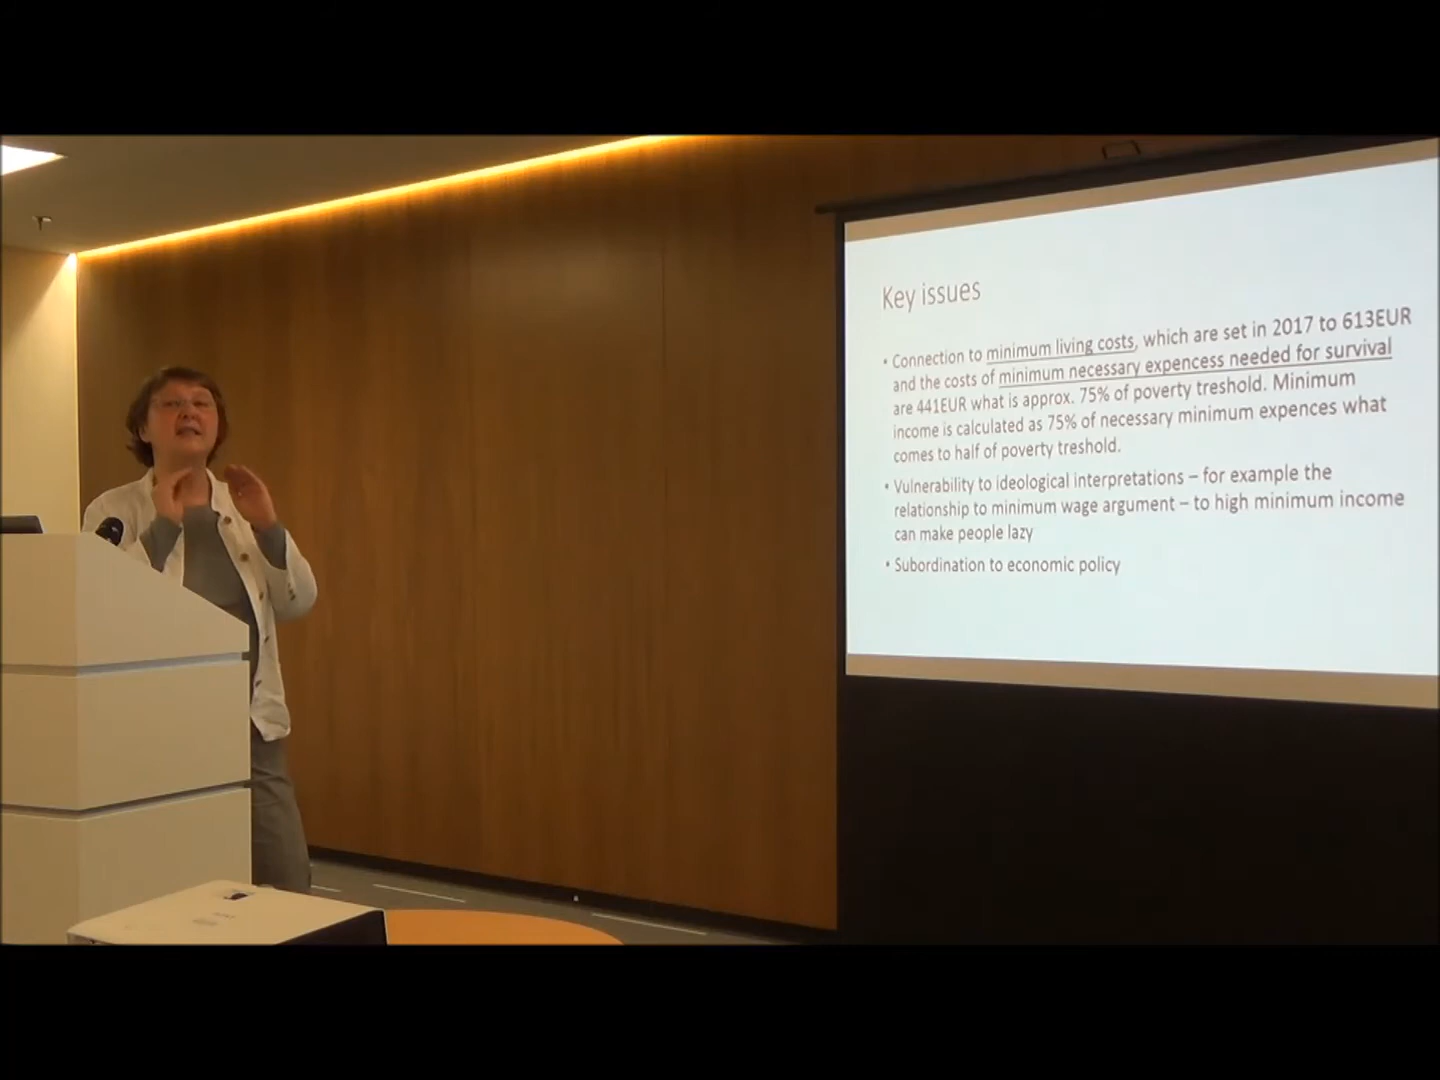 Key issues
• Connection to minimum living costs, which are set in 2017 to 613EUR
and the costs of minimum necessary expencess needed for survival
are 441EUR what is approx. 75% of poverty treshold. Minimum
income is calculated as 75% of necessary minimum expences what
comes to half of poverty treshold.
• Vulnerability to ideological interpretations – for example the
relationship to minimum wage argument – to high minimum income
can make people lazy
• Subordination to economic policy